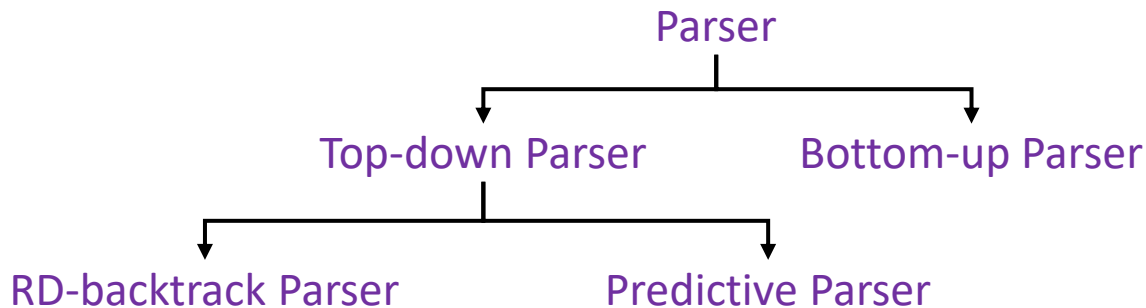 Parser
Top-down Parser
Bottom-up Parser
RD-backtrack Parser
Predictive Parser